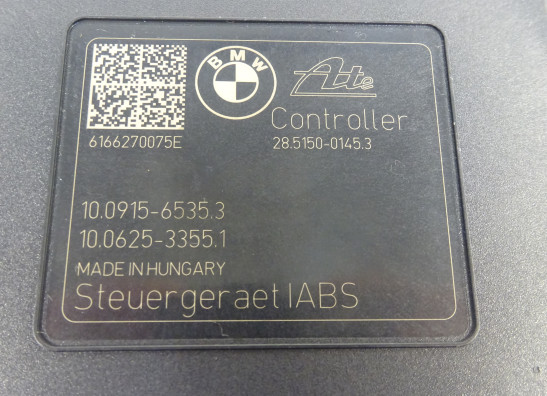 BMW
Ate
Controller
6166270075E
28.5150-0145.3
10.0915-6535.3
10.0625-3355.1
MADE IN HUNGARY
Steuergeraet IABS